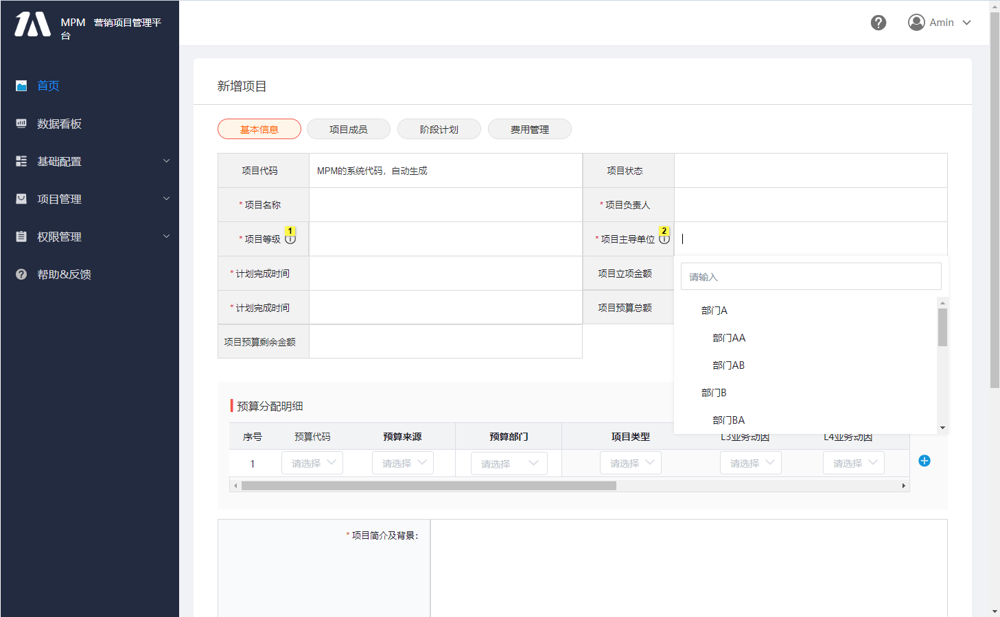 MPM 营销项目管理平
台
Amin
首页
数据看板
基础配置
项目管理
权限管理
帮助&反馈
新增项目
基本信息 项目成员 阶段计划 费用管理
项目代码 MPM的系统代码，自动生成 项目状态
* 项目名称 * 项目负责人
* 项目等级 1 * 项目主导单位 2
* 计划完成时间 项目立项金额
* 计划完成时间 项目预算总额
项目预算剩余金额
请输入
部门A
部门AA
部门AB
部门B
部门BA
预算分配明细
序号 预算代码 预算来源 预算部门 项目类型 L3业务动因 L4业务动因
1 请选择 请选择 请选择 请选择 请选择 请选择
* 项目简介及背景：